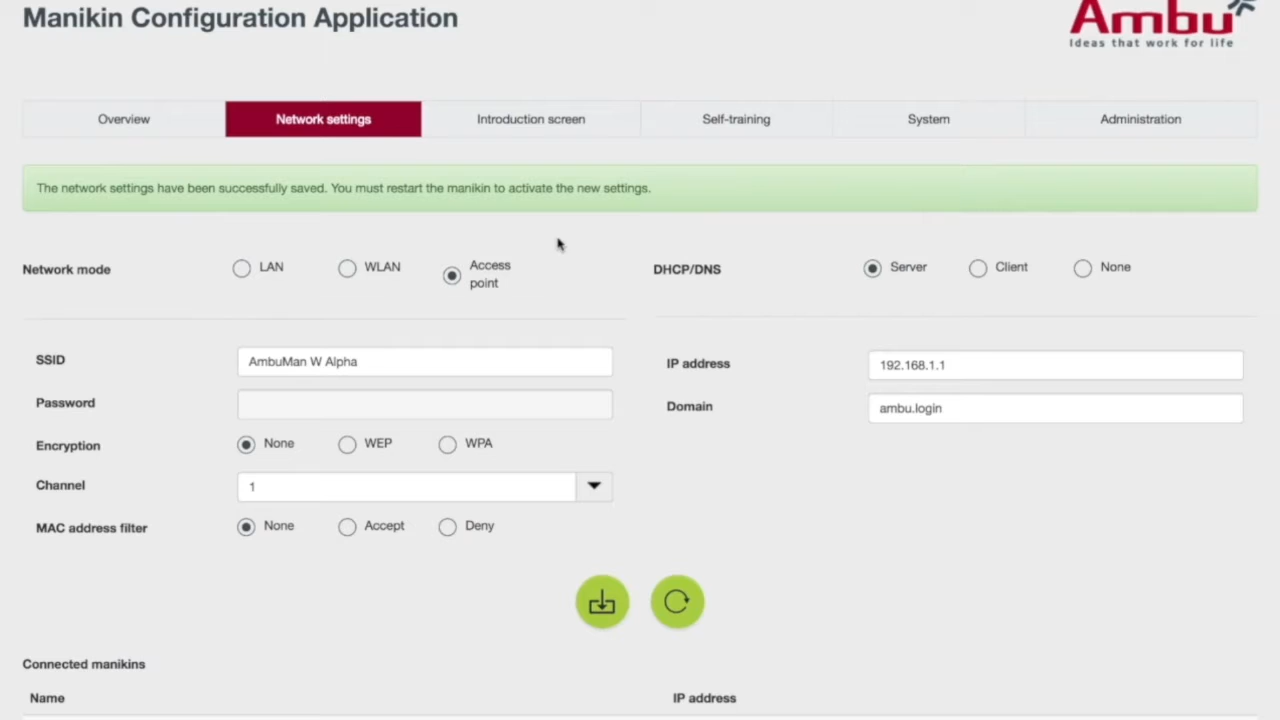 Manikin Configuration Application
Ambu
Ideas that work for life
Overview
Network settings
Introduction screen
Self-training
System
Administration
The network settings have been successfully saved. You must restart the manikin to activate the new settings.
Network mode
LAN
WLAN
Access
point
DHCP/DNS
Server
Client
None
SSID
AmbuMan W Alpha
Password
Encryption
None
WEP
WPA
Channel
1
MAC address filter
None
Accept
Deny
IP address
192.168.1.1
Domain
ambu.login
Connected manikins
Name
IP address